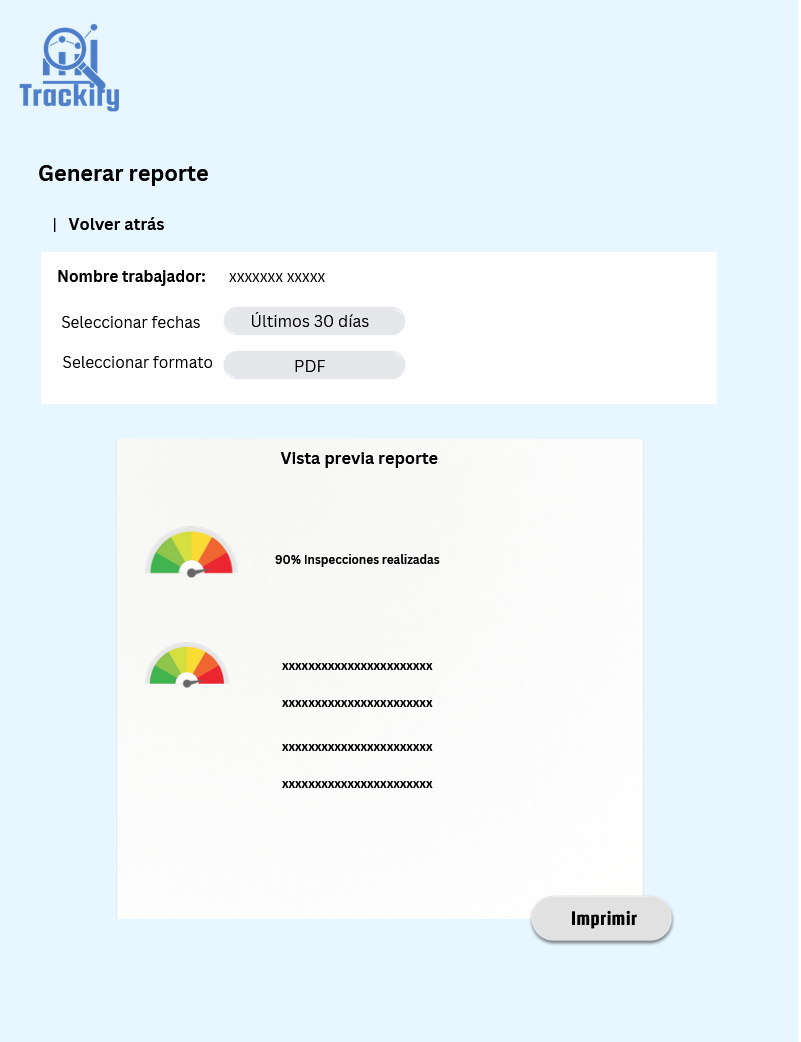 Trackify
Generar reporte
| Volver atrás
Nombre trabajador: xxxxxxx xxxxx
Seleccionar fechas Últimos 30 días
Seleccionar formato PDF
Vista previa reporte
90% Inspecciones realizadas
xxxxxxxxxxxxxxxxxxxxxxx
xxxxxxxxxxxxxxxxxxxxxxx
xxxxxxxxxxxxxxxxxxxxxxx
xxxxxxxxxxxxxxxxxxxxxxx
Imprimir